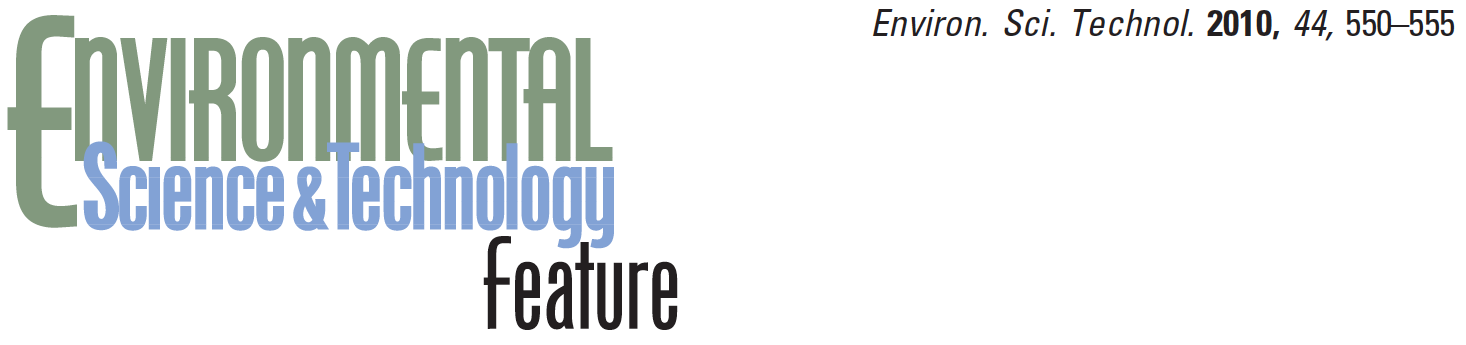 Environ. Sci. Technol. 2010, 44, 550–555
ENVIRONMENTAL
Science & Technology
feature